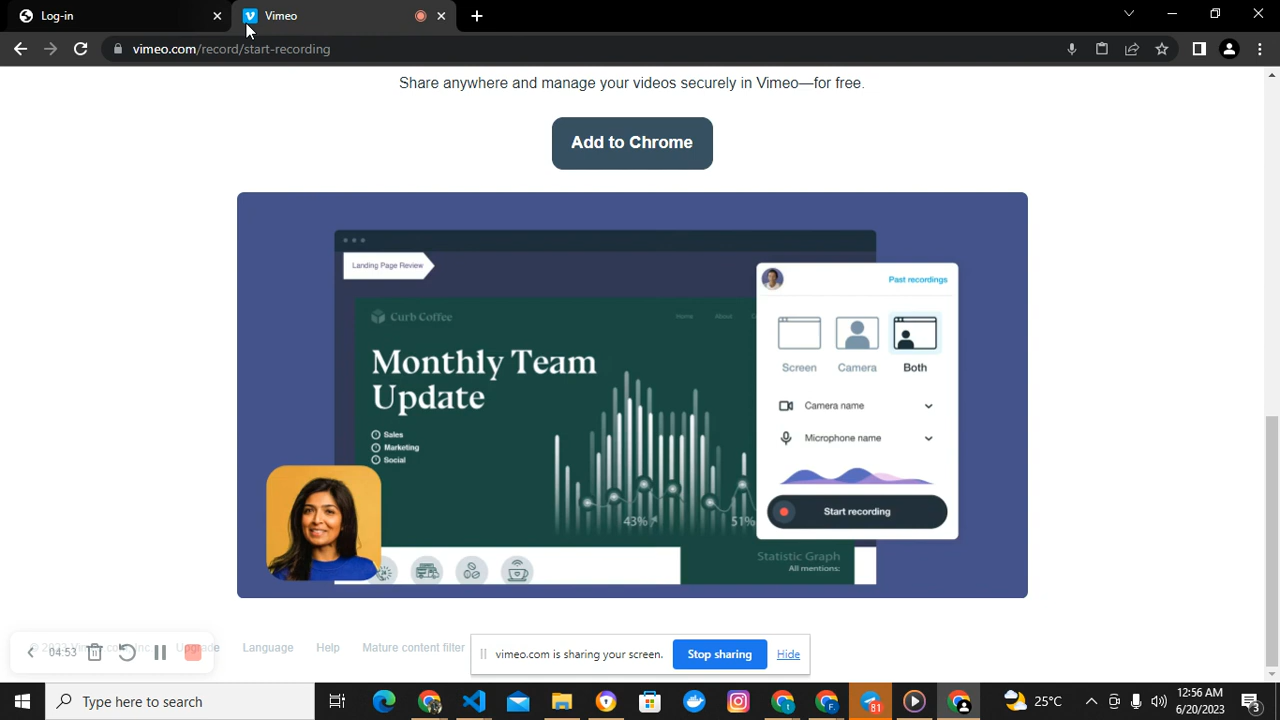 Log-in
Vimeo
vimeo.com/record/start-recording
Share anywhere and manage your videos securely in Vimeo—for free.
Add to Chrome
Landing Page Review
Past recordings
Curb Coffee
Home
About
Monthly Team
Update
Screen
Camera
Both
Camera name
Sales
Marketing
Social
Microphone name
Start recording
43%
51%
Statistic Graph
All mentions:
04:53
Language
Help
Mature content filter
vimeo.com is sharing your screen.
Stop sharing
Hide
Type here to search
81
25°C
12:56 AM
6/20/2023
3